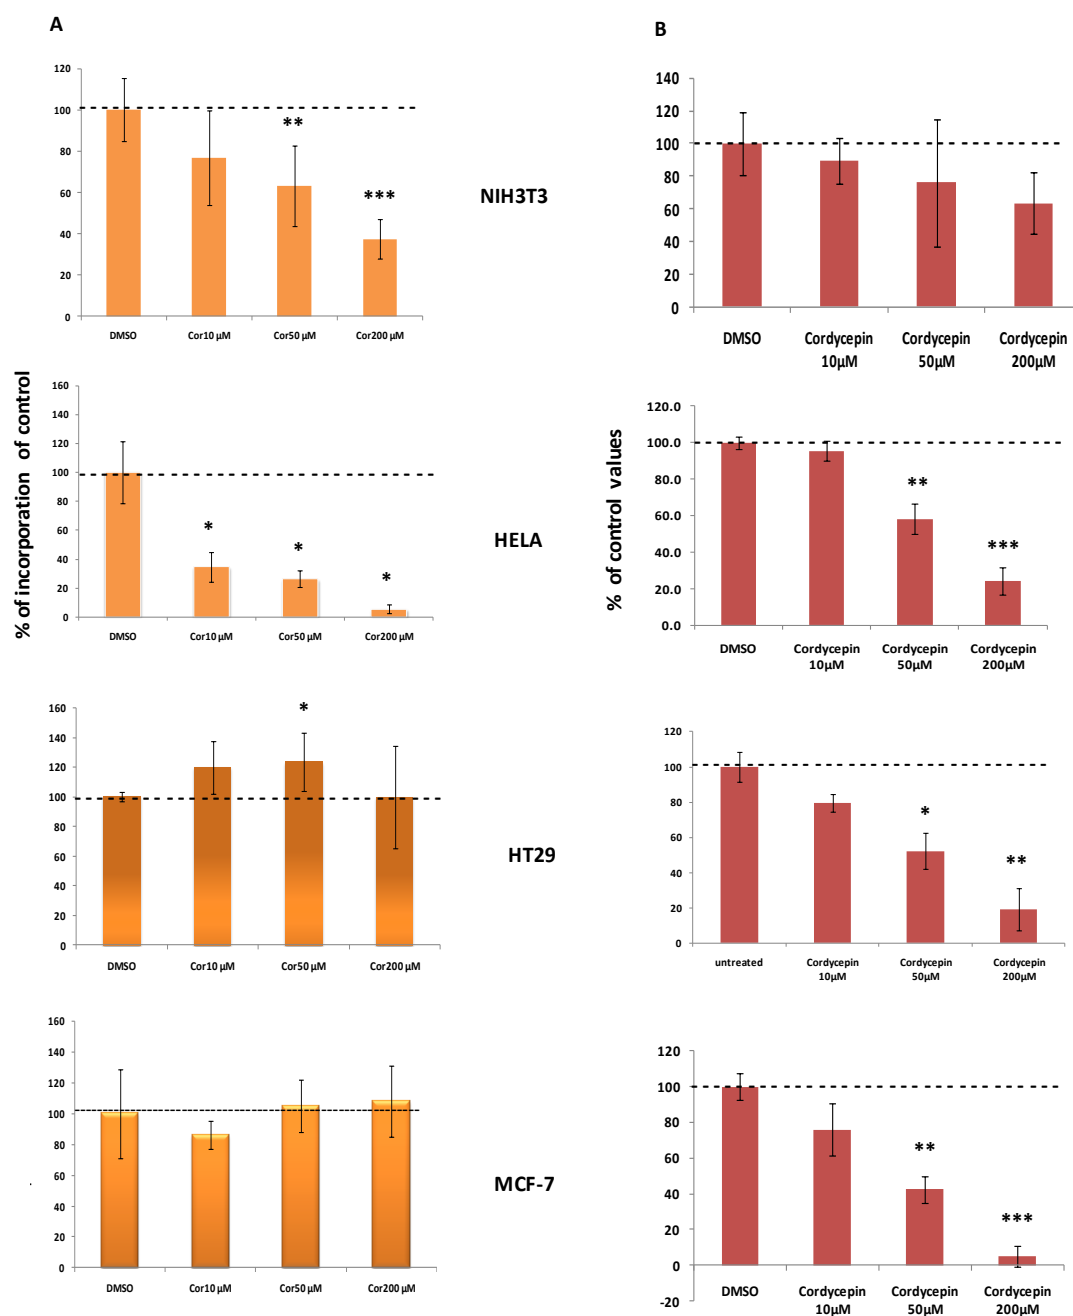 A
120
100
80
60
40
20
0
**
***
DMSO
Cor10 µM
Cor50 µM
Cor200 µM
NIH3T3
B
140
120
100
80
60
40
20
0
DMSO
Cordycepin
10µM
Cordycepin
50µM
Cordycepin
200µM
% of incorporation of control
160
140
120
100
80
60
40
20
0
*
*
*
DMSO
Cor10 µM
Cor50 µM
Cor200 µM
HELA
% of control values
120.0
100.0
80.0
60.0
40.0
20.0
0.0
**
***
DMSO
Cordycepin
10µM
Cordycepin
50µM
Cordycepin
200µM
160
140
120
100
80
60
40
20
0
*
DMSO
Cor10 µM
Cor50 µM
Cor200 µM
HT29
120
100
80
60
40
20
0
*
**
untreated
Cordycepin
10µM
Cordycepin
50µM
Cordycepin
200µM
160
140
120
100
80
60
40
20
0
DMSO
Cor10 µM
Cor50 µM
Cor200 µM
MCF-7
120
100
80
60
40
20
0
-20
**
***
DMSO
Cordycepin
10µM
Cordycepin
50µM
Cordycepin
200µM